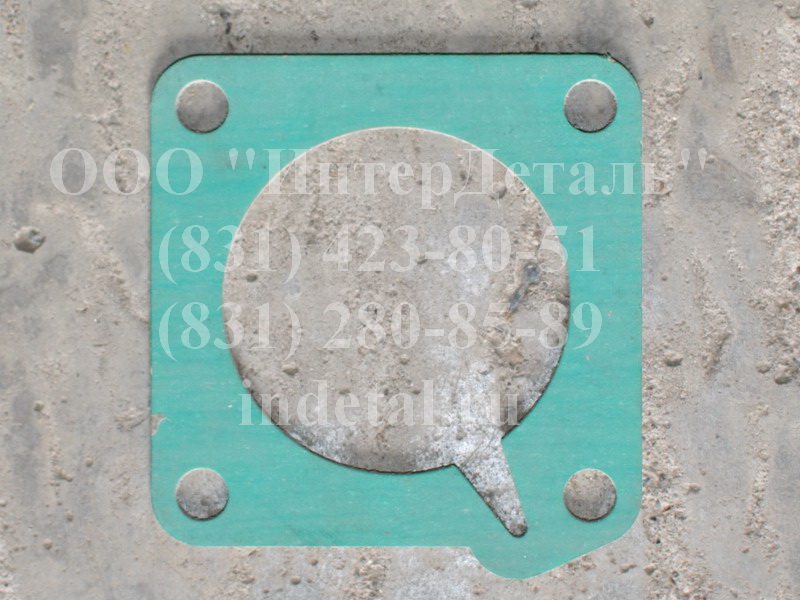 ООО "ИнтерДеталь"
(831) 423-80-51
(831) 280-85-89
indetal.ru